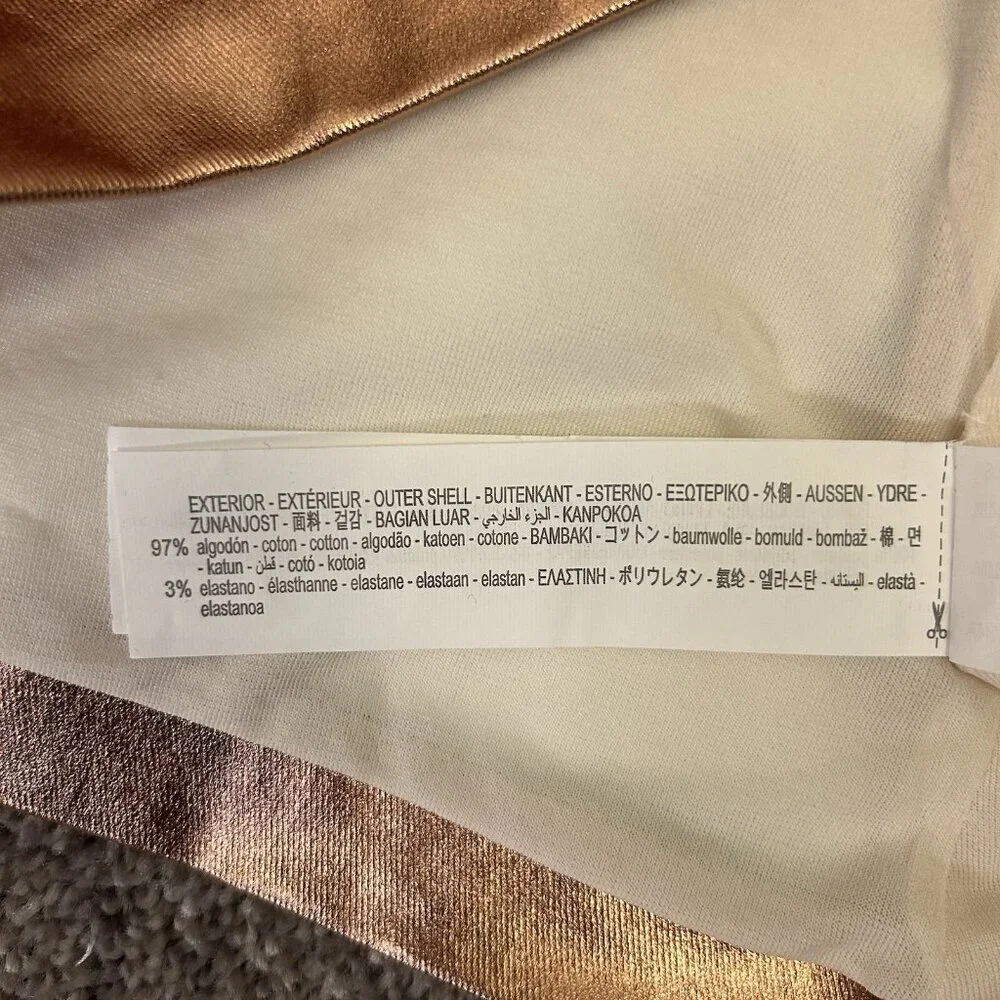 EXTERIOR - EXTÉRIEUR - OUTER SHELL - BUITENKANT - ESTERNO - ΕΞΩΤΕΡΙΚΟ - 外側 - AUSSEN - YDRE -
ZUNANJOST - 面料 - 겉감 - BAGIAN LUAR - الجزء الخارجي - KANPOKOA
97% algodón - coton - cotton - algodão - katoen - cotone - ΒΑΜΒΑΚΙ - コットン - baumwolle - bomuld - bombaž - 棉 - 면
- katun - قطن - cotó - kotoia
3% elastano - élasthanne - elastane - elastaan - elastan - ΕΛΑΣΤΙΝΗ - ポリウレタン - 氨纶 - 엘라스탄 - اليستانه - elastà -
elastanoa